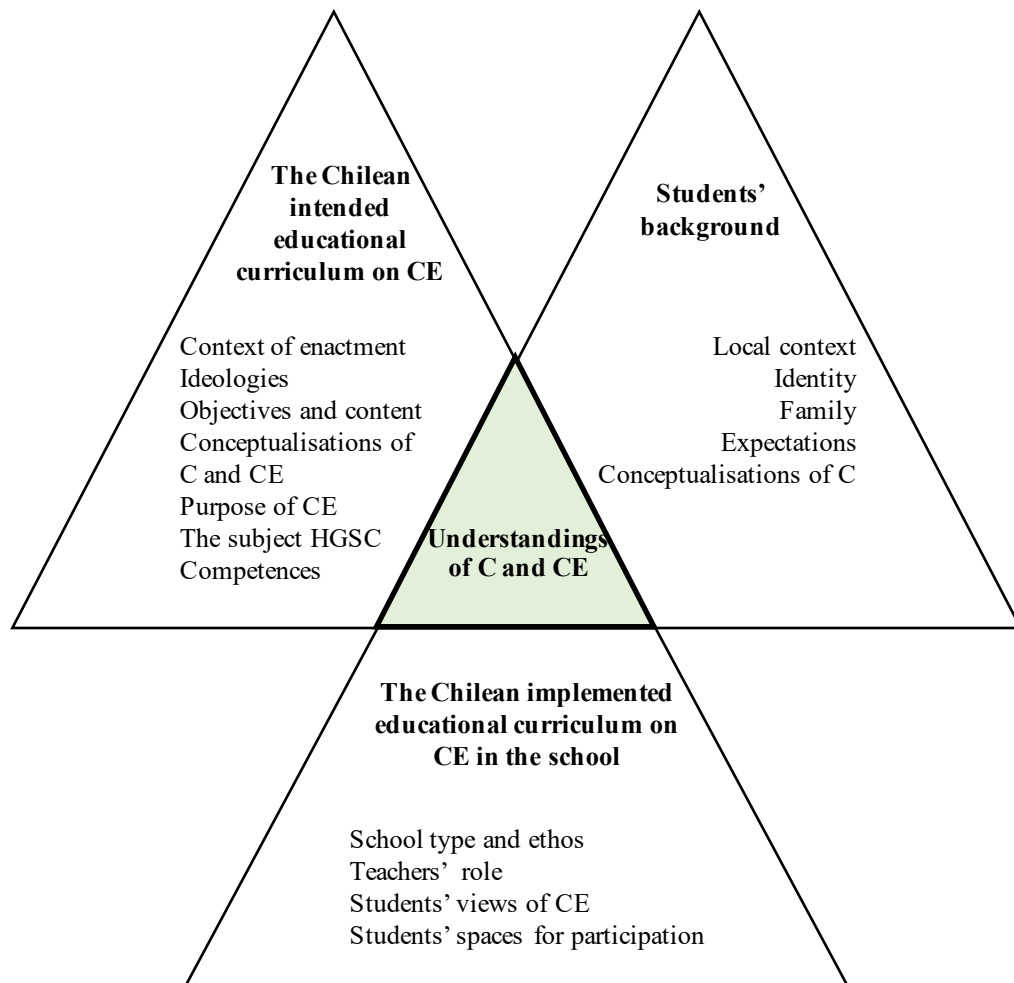 The Chilean
intended
educational
curriculum on CE
Context of enactment
Ideologies
Objectives and content
Conceptualisations of
C and CE
Purpose of CE
The subject HGSC
Competences
Students’
background
Local context
Identity
Family
Expectations
Conceptualisations of C
Understandings
of C and CE
The Chilean implemented
educational curriculum on
CE in the school
School type and ethos
Teachers’ role
Students’ views of CE
Students’ spaces for participation